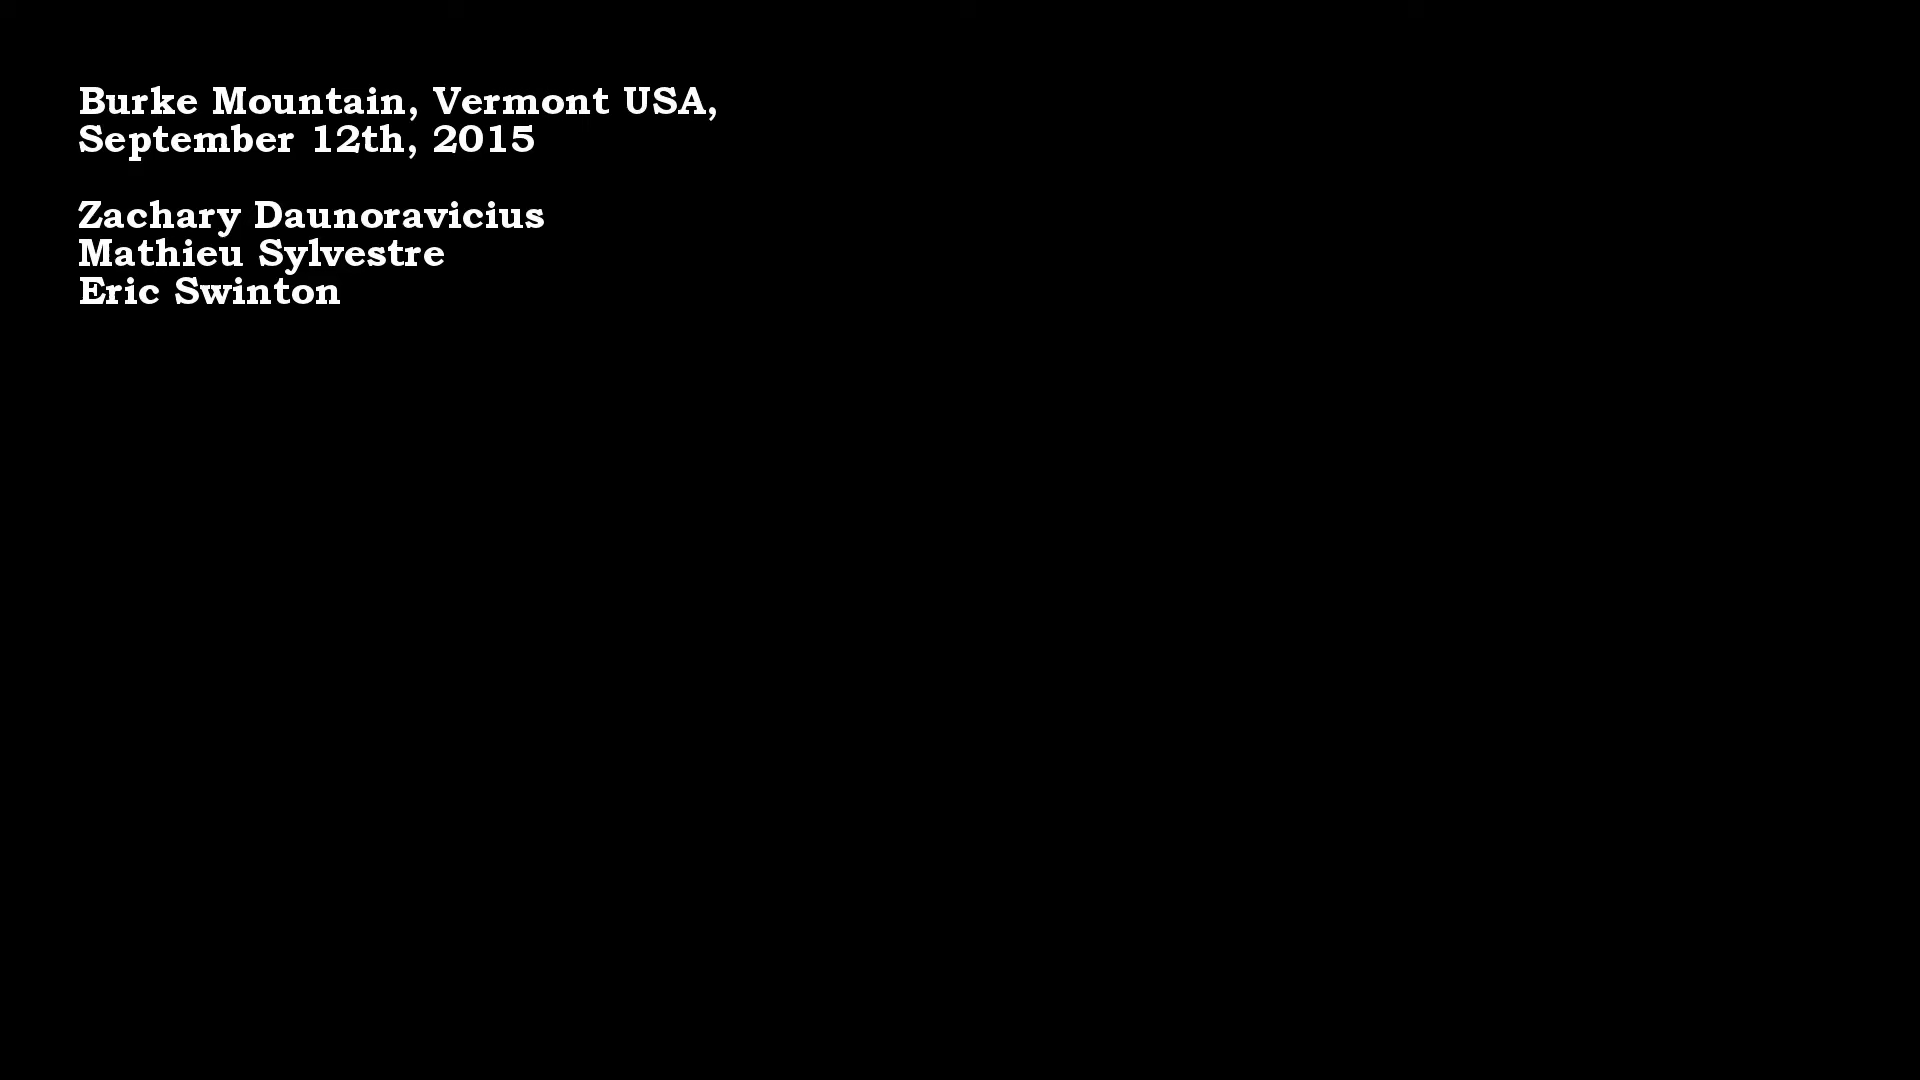 Burke Mountain, Vermont USA,
September 12th, 2015
Zachary Daunoravicius
Mathieu Sylvestre
Eric Swinton